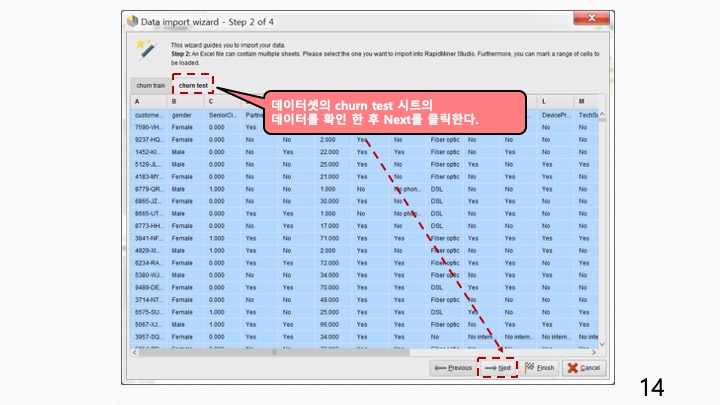 Data import wizard - Step 2 of 4
This wizard guides you to import your data.
Step 2: An Excel file can contain multiple sheets. Please select the one you want to import into RapidMiner Studio. Furthermore, you can mark a range of cells to
be loaded.
churn train churn test
데이터셋의 churn test 시트의
데이터를 확인 한 후 Next를 클릭한다.
A B C L M
custome... gender SeniorCi... Partne DevicePr... TechSu
7590-VH... Female 0.000 Yes No No
9237-HQ... Female 0.000 No No 2.000 Yes No Fiber optic No No No No
1452-KI... Male 0.000 No Yes 22.000 Yes Yes Fiber optic No Yes No No
5129-JL... Male 0.000 No No 25.000 Yes No Fiber optic Yes No Yes Yes
4183-MY... Female 0.000 No No 21.000 Yes No Fiber optic No Yes No No
8779-QR... Male 1.000 No No 1.000 No No phon... DSL No No Yes No
6865-JZ... Female 0.000 No No 30.000 Yes No DSL Yes Yes No No
8665-UT... Male 0.000 Yes Yes 1.000 No No phon... DSL No Yes No No
8773-HH... Female 0.000 No Yes 17.000 No No DSL No No No No
3841-NF... Female 1.000 Yes No 71.000 Yes Yes Fiber optic Yes Yes No Yes
4929-XI... Male 1.000 Yes No 2.000 Yes No Fiber optic No No Yes No
6234-RA... Female 0.000 Yes No 72.000 Yes Yes Fiber optic No Yes Yes No
5380-WJ... Male 0.000 No No 34.000 Yes Yes Fiber optic No Yes Yes No
9489-DE... Female 0.000 Yes Yes 70.000 Yes Yes DSL Yes Yes Yes Yes
3714-NT... Female 0.000 Yes No 49.000 Yes Yes Fiber optic No No No No
6575-SU... Female 1.000 Yes No 25.000 Yes Yes DSL Yes Yes No Yes
5067-XJ... Male 1.000 Yes Yes 66.000 Yes Yes Fiber optic No Yes Yes Yes
3957-SQ... Female 0.000 Yes Yes 34.000 Yes Yes No No intern... No intern... No intern... No inte
Previous Next Finish Cancel
14